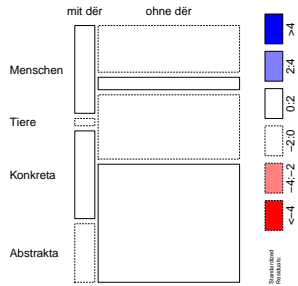 mit dër ohne dër
Menschen
Tiere
Konkreta
Abstrakta
>4
2:4
0:2
−2:0
−4:−2
<−4
Standardized
Residuals: